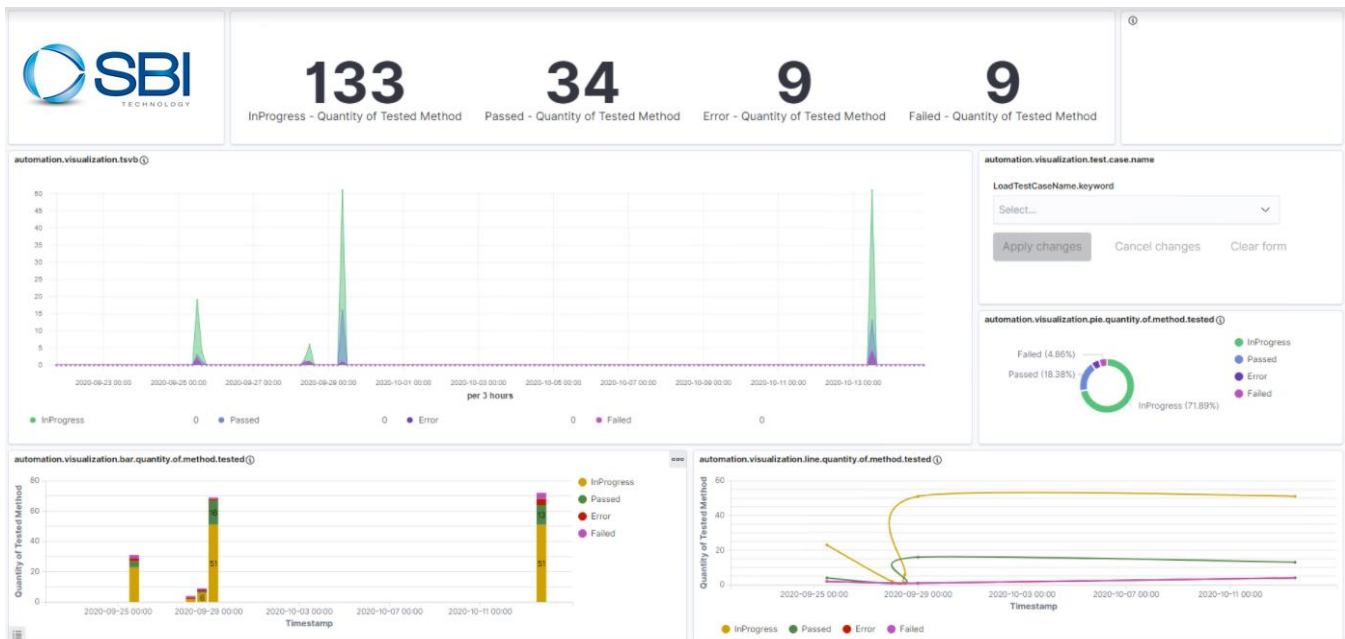 SBI
TECHNOLOGY
133
InProgress - Quantity of Tested Method
34
Passed - Quantity of Tested Method
9
Error - Quantity of Tested Method
9
Failed - Quantity of Tested Method
automation.visualization.tsvb
50
45
40
35
30
25
20
15
10
5
0
2020-09-23 00:00 2020-09-25 00:00 2020-09-27 00:00 2020-09-29 00:00 2020-10-01 00:00 2020-10-03 00:00 2020-10-05 00:00 2020-10-07 00:00 2020-10-09 00:00 2020-10-11 00:00 2020-10-13 00:00
per 3 hours
InProgress 0 Passed 0 Error 0 Failed 0
automation.visualization.test.case.name
LoadTestCaseName.keyword
Select...
Apply changes Cancel changes Clear form
automation.visualization.pie.quantity.of.method.tested
Failed (4.86%)
Passed (18.38%)
InProgress (71.89%)
InProgress
Passed
Error
Failed
automation.visualization.bar.quantity.of.method.tested
Quantity of Tested Method
80
60
40
20
0
6
51
16
51
13
2020-09-25 00:00 2020-09-29 00:00 2020-10-03 00:00 2020-10-07 00:00 2020-10-11 00:00
Timestamp
InProgress
Passed
Error
Failed
automation.visualization.line.quantity.of.method.tested
Quantity of Tested Method
60
40
20
0
2020-09-25 00:00 2020-09-29 00:00 2020-10-03 00:00 2020-10-07 00:00 2020-10-11 00:00
Timestamp
InProgress Passed Error Failed